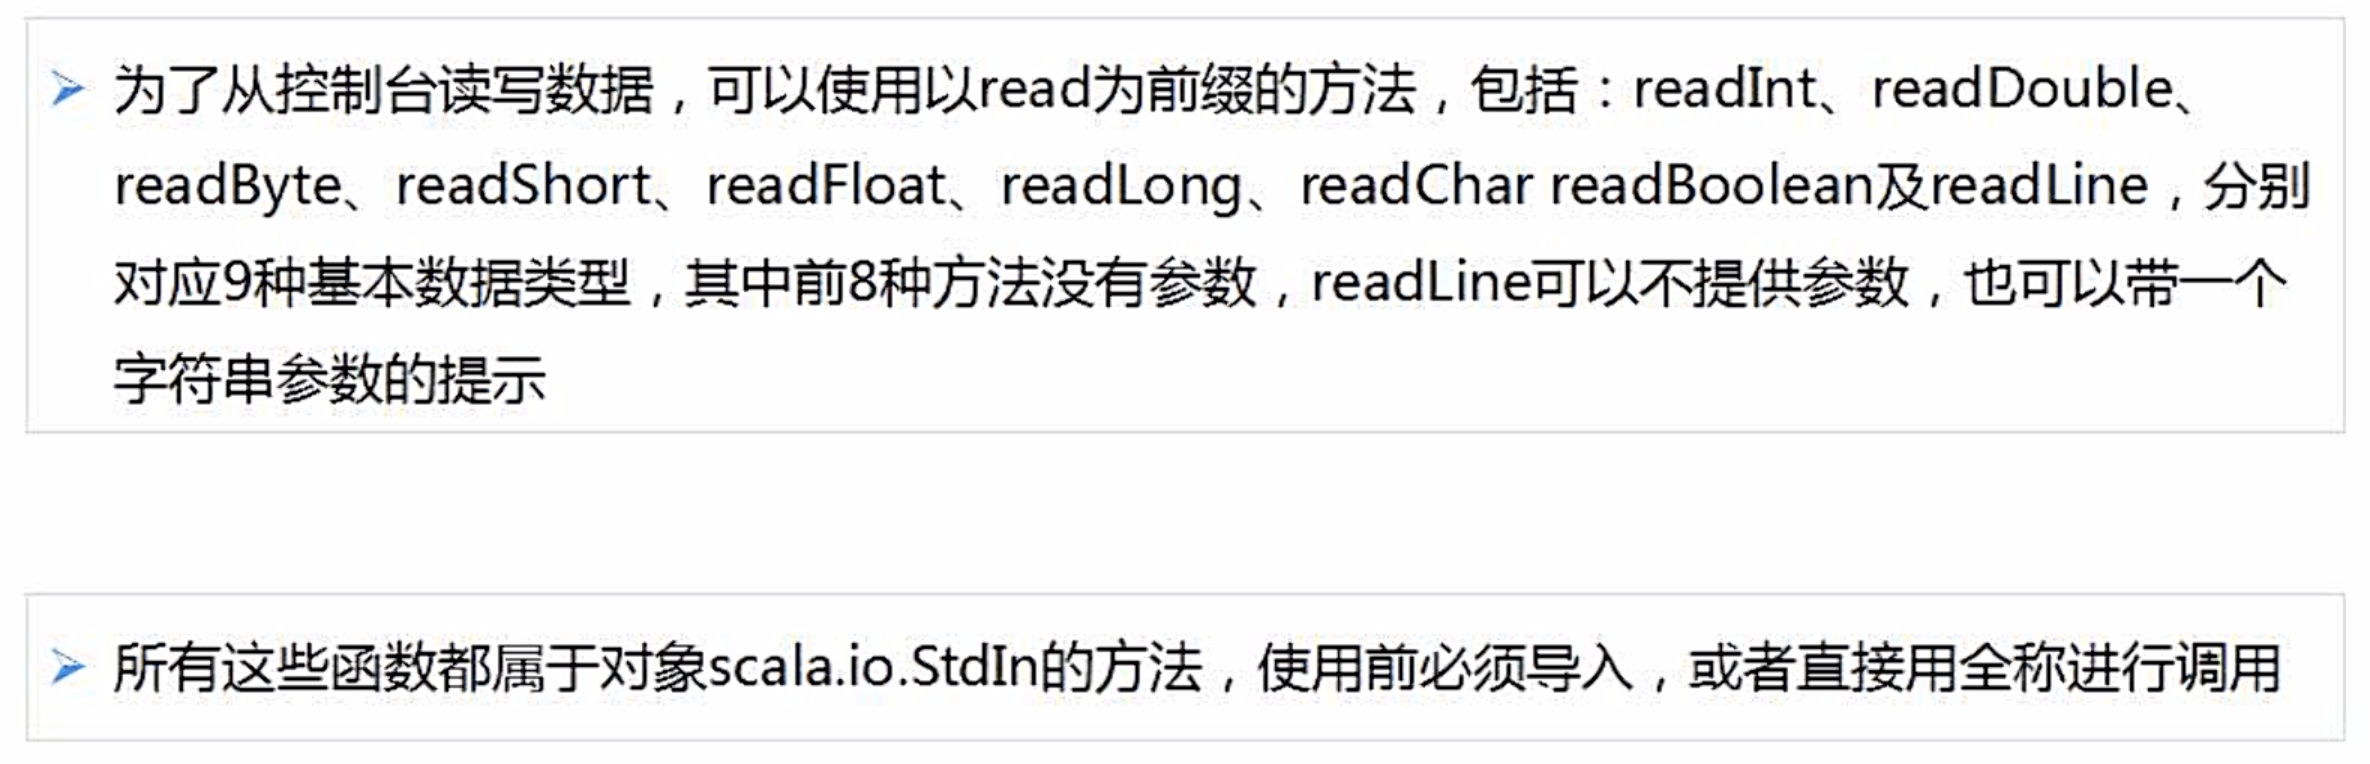 为了从控制台读写数据，可以使用以read为前缀的方法，包括：readInt、readDouble、
readByte、readShort、readFloat、readLong、readChar readBoolean及readLine，分别
对应9种基本数据类型，其中前8种方法没有参数，readLine可以不提供参数，也可以带一个
字符串参数的提示
所有这些函数都属于对象scala.io.StdIn的方法，使用前必须导入，或者直接用全称进行调用